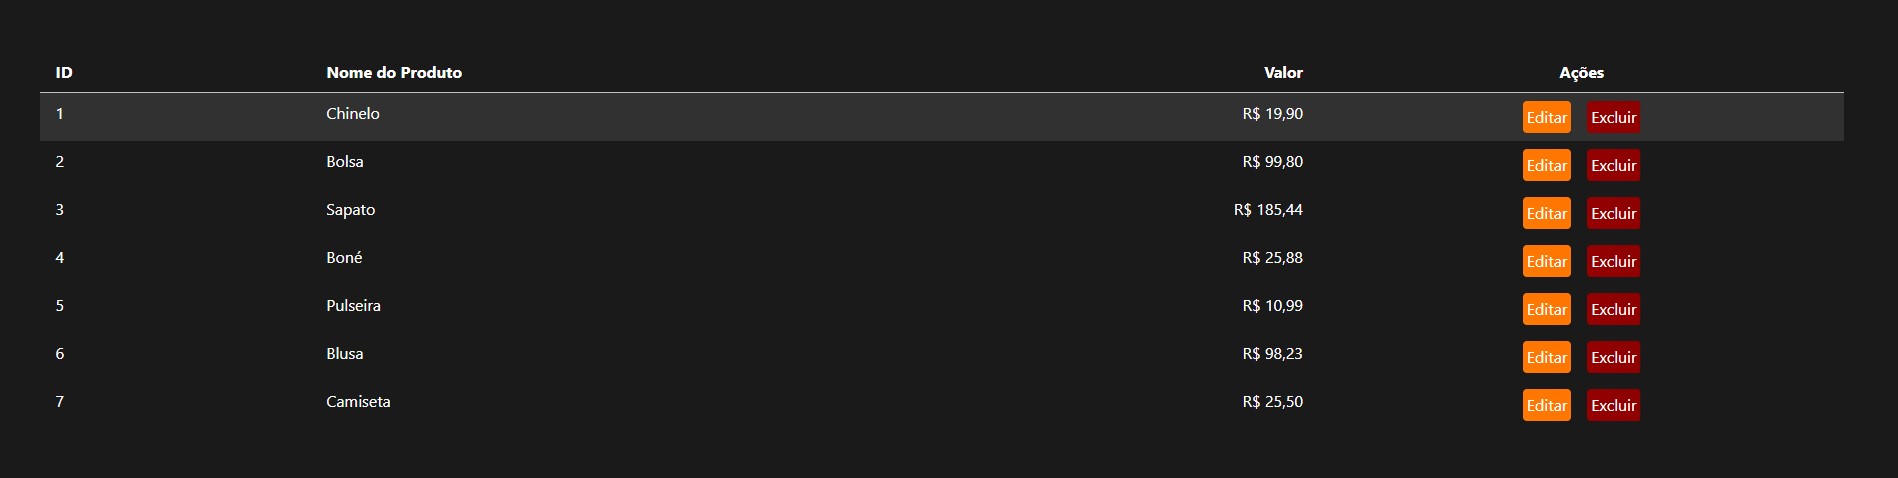 ID Nome do Produto Valor Ações
1 Chinelo R$ 19,90 Editar Excluir
2 Bolsa R$ 99,80 Editar Excluir
3 Sapato R$ 185,44 Editar Excluir
4 Boné R$ 25,88 Editar Excluir
5 Pulseira R$ 10,99 Editar Excluir
6 Blusa R$ 98,23 Editar Excluir
7 Camiseta R$ 25,50 Editar Excluir